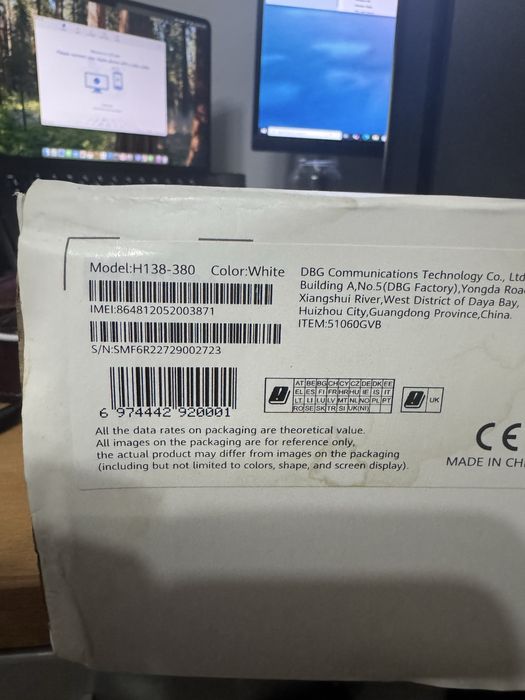 Model:H138-380 Color:White
IMEI:864812052003871
S/N:SMF6R22729002723
6 974442 920001
DBG Communications Technology Co., Ltd
Building A,No.5(DBG Factory),Yongda Roa
Xiangshui River,West District of Daya Bay,
Huizhou City,Guangdong Province,China.
ITEM:51060GVB
AT BE BG CH CY CZ DE DK EE
EL ES FI FR HR HU IE IS IT
LT LI LU LV MT NL NO PL PT
RO SE SK TR SI UK(NI)
UK
All the data rates on packaging are theoretical value.
All images on the packaging are for reference only,
the actual product may differ from images on the packaging
(including but not limited to colors, shape, and screen display).
CE
MADE IN CHI